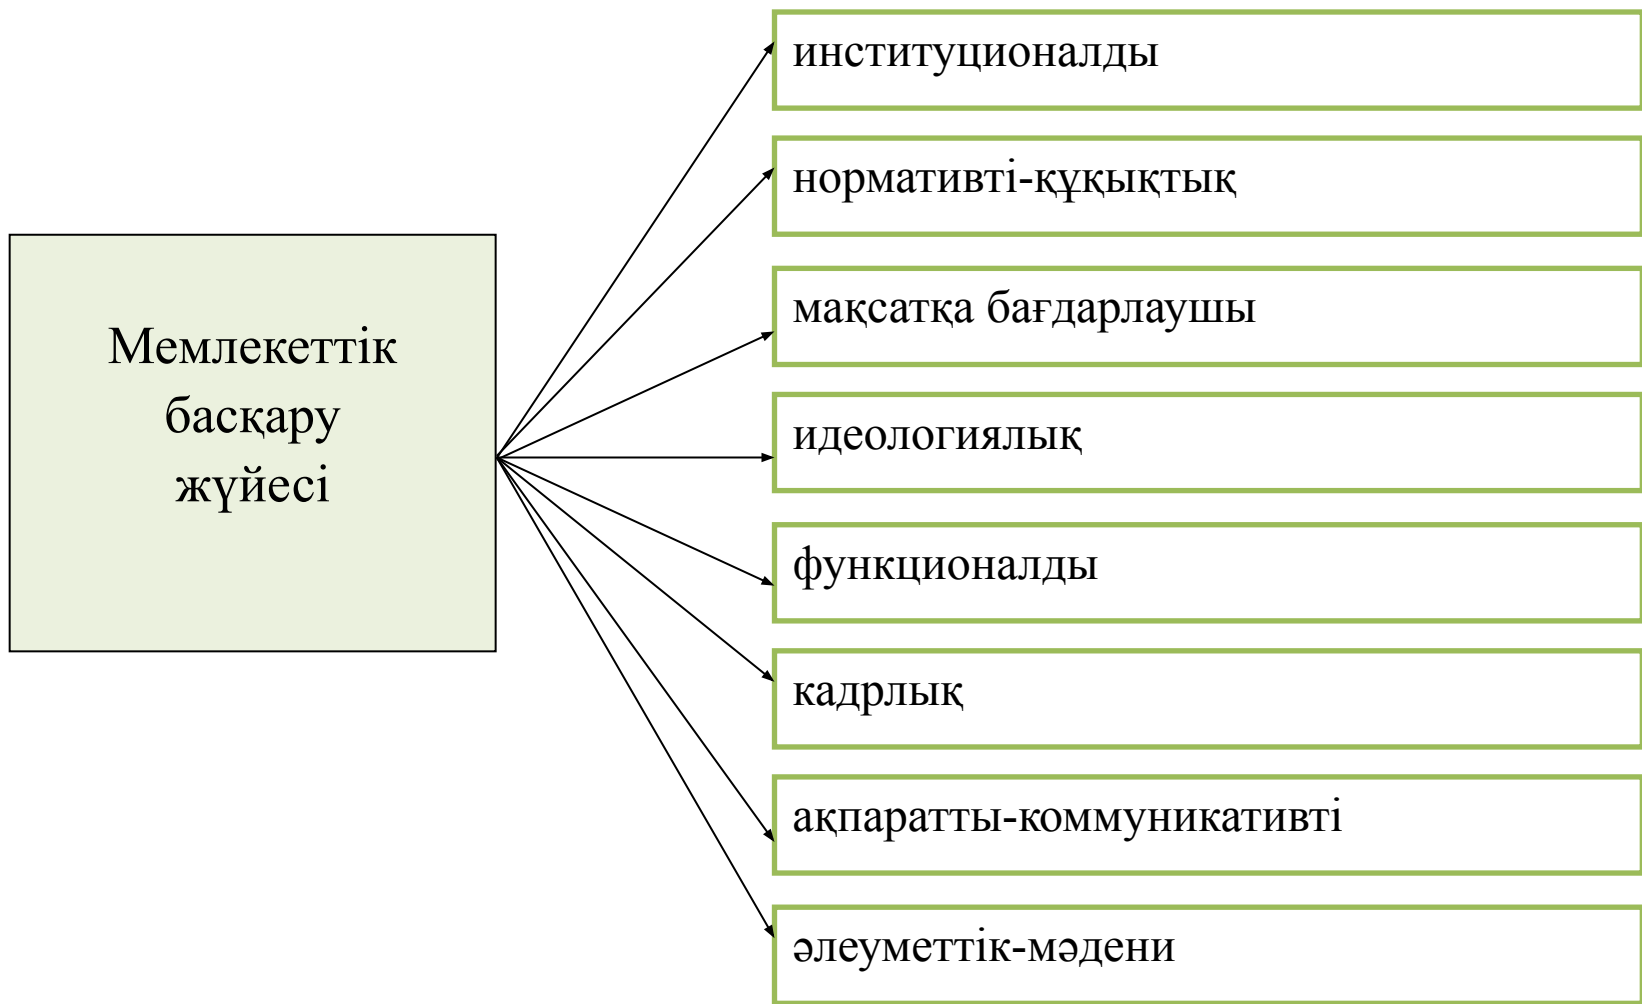 Мемлекеттік
басқару
жүйесі
институционалды
нормативті-құқықтық
мақсатқа бағдарлаушы
идеологиялық
функционалды
кадрлық
ақпаратты-коммуникативті
әлеуметтік-мәдени